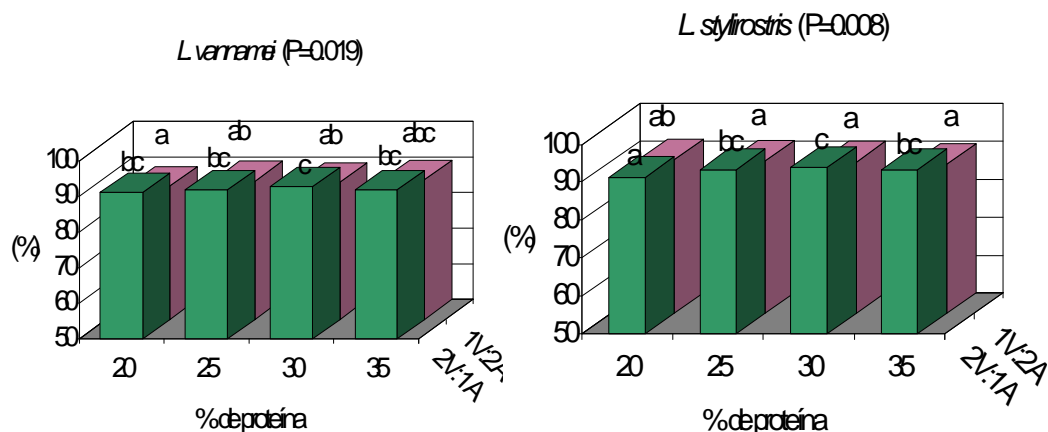 L. vannamei (P=0.019)
a ab ab abc
bc bc c bc
100
90
80
70
60
50
(%)
20 25 30 35
1V:2A
2V:1A
% de proteína
L. stylirostris (P=0.008)
ab a a a
a bc c bc
100
90
80
70
60
50
(%)
20 25 30 35
1V:2A
2V:1A
% de proteína